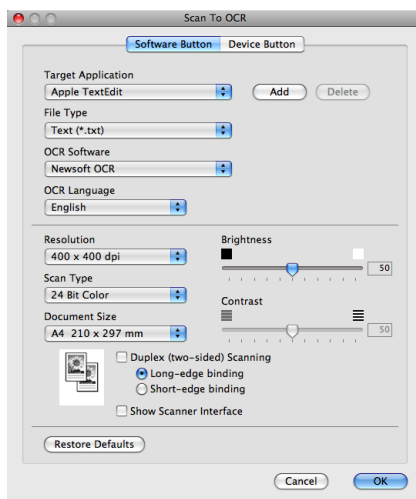 Scan To OCR
Software Button Device Button
Target Application
Apple TextEdit Add Delete
File Type
Text (*.txt)
OCR Software
Newsoft OCR
OCR Language
English
Resolution Brightness
400 x 400 dpi 50
Scan Type
24 Bit Color Contrast
Document Size
A4 210 x 297 mm 50
Duplex (two-sided) Scanning
Long-edge binding
Short-edge binding
Show Scanner Interface
Restore Defaults
Cancel OK